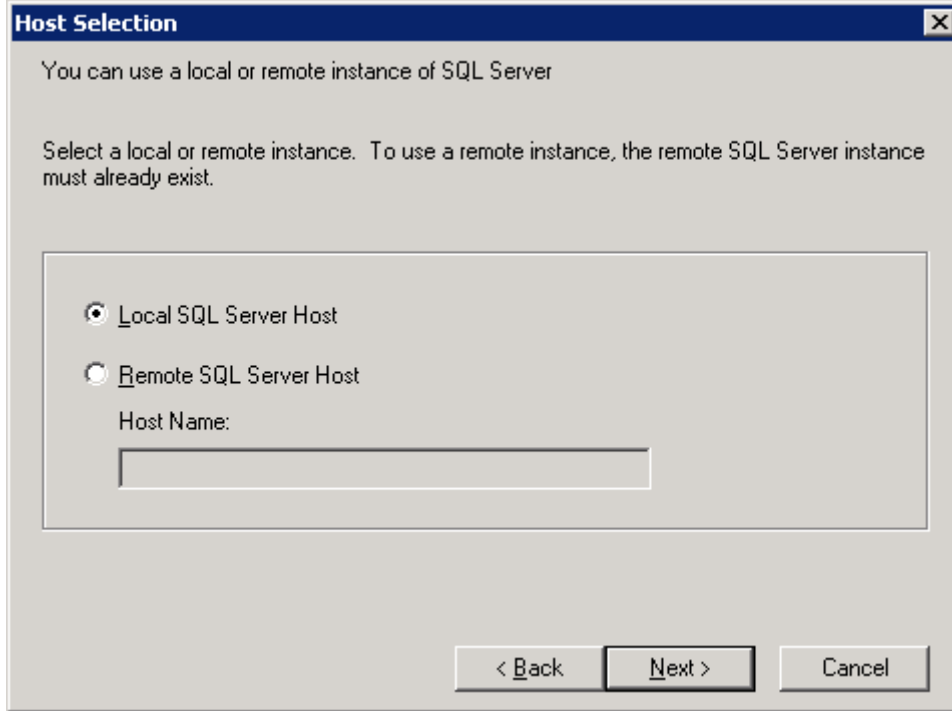 Host Selection
You can use a local or remote instance of SQL Server
Select a local or remote instance.  To use a remote instance, the remote SQL Server instance
must already exist.
Local SQL Server Host
Remote SQL Server Host
Host Name:
< Back
Next >
Cancel